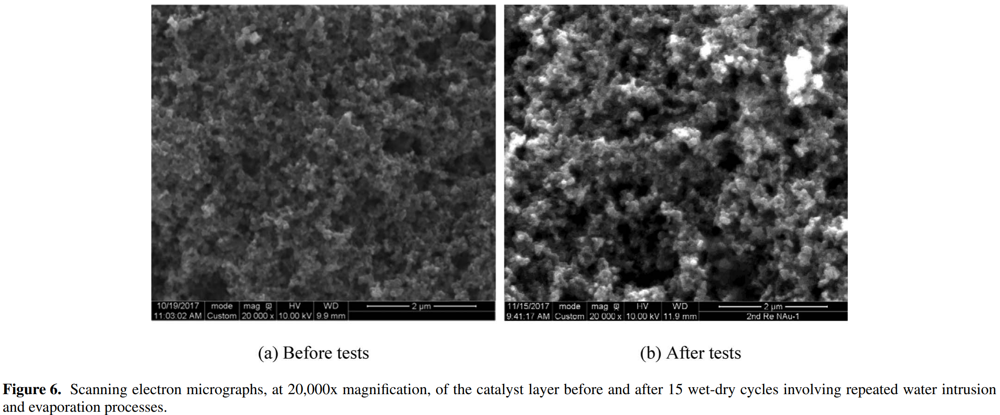 10/19/2017 mode mag HV WD 2 µm
11:03:02 AM Custom 20 000 x 10.00 kV 9.9 mm
11/15/2017 mode mag HV WD 2 µm
9:41:17 AM Custom 20 000 x 10.00 kV 11.9 mm 2nd Re NAu-1
(a) Before tests
(b) After tests
Figure 6. Scanning electron micrographs, at 20,000x magnification, of the catalyst layer before and after 15 wet-dry cycles involving repeated water intrusion
and evaporation processes.